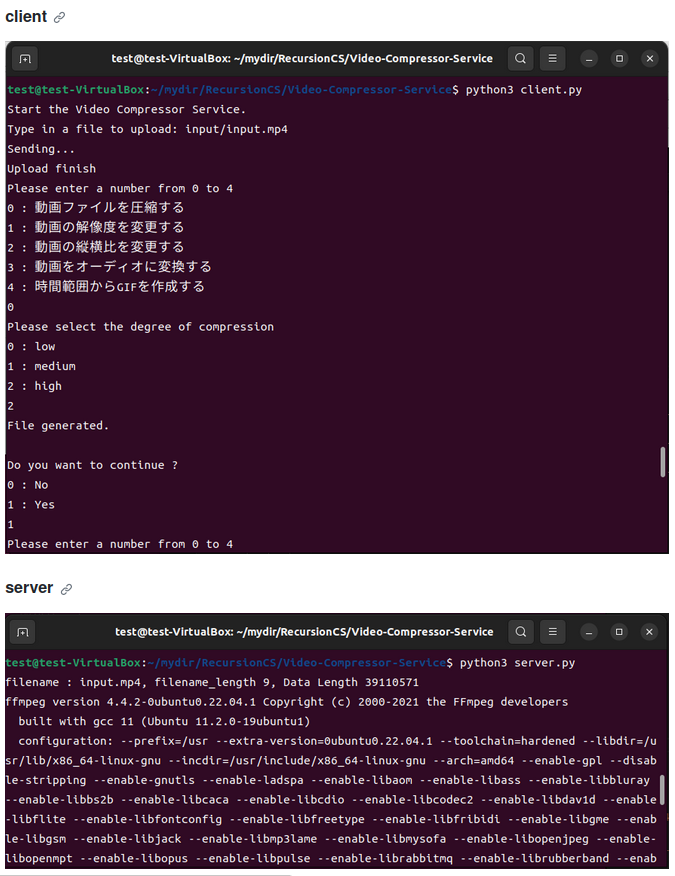 client
test@test-VirtualBox: ~/mydir/RecursionCS/Video-Compressor-Service
test@test-VirtualBox:~/mydir/RecursionCS/Video-Compressor-Service$ python3 client.py
Start the Video Compressor Service.
Type in a file to upload: input/input.mp4
Sending...
Upload finish
Please enter a number from 0 to 4
0 : 動画ファイルを圧縮する
1 : 動画の解像度を変更する
2 : 動画の縦横比を変更する
3 : 動画をオーディオに変換する
4 : 時間範囲からGIFを作成する
0
Please select the degree of compression
0 : low
1 : medium
2 : high
2
File generated.
Do you want to continue ?
0 : No
1 : Yes
1
Please enter a number from 0 to 4
server
test@test-VirtualBox: ~/mydir/RecursionCS/Video-Compressor-Service
test@test-VirtualBox:~/mydir/RecursionCS/Video-Compressor-Service$ python3 server.py
filename : input.mp4, filename_length 9, Data Length 39110571
ffmpeg version 4.4.2-0ubuntu0.22.04.1 Copyright (c) 2000-2021 the FFmpeg developers
built with gcc 11 (Ubuntu 11.2.0-19ubuntu1)
configuration: --prefix=/usr --extra-version=0ubuntu0.22.04.1 --toolchain=hardened --libdir=/u
sr/lib/x86_64-linux-gnu --incdir=/usr/include/x86_64-linux-gnu --arch=amd64 --enable-gpl --disab
le-stripping --enable-gnutls --enable-ladspa --enable-libaom --enable-libass --enable-libbluray
--enable-libbs2b --enable-libcaca --enable-libcdio --enable-libcodec2 --enable-libdav1d --enable
-libflite --enable-libfontconfig --enable-libfreetype --enable-libfribidi --enable-libgme --enab
le-libgsm --enable-libjack --enable-libmp3lame --enable-libmysofa --enable-libopenjpeg --enable-
libopenmpt --enable-libopus --enable-libpulse --enable-librabbitmq --enable-librubberband --enab